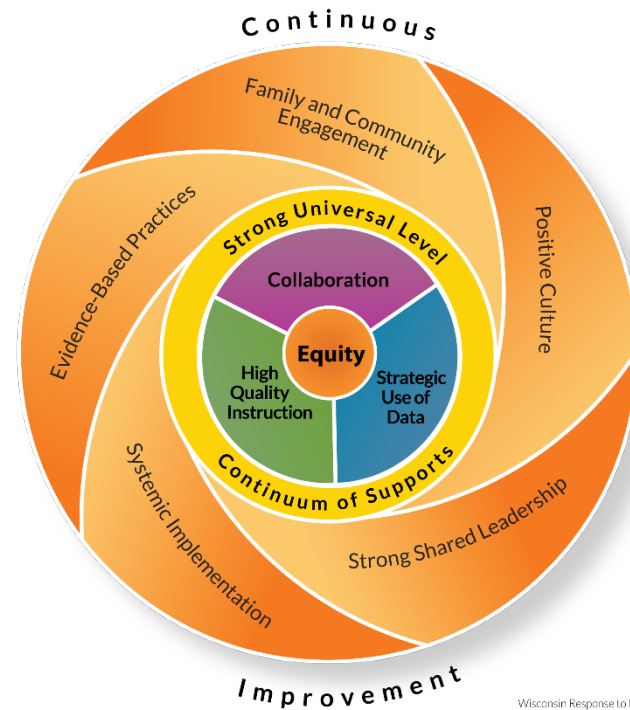 Continuous
Family and Community
Engagement
Positive Culture
Evidence-Based Practices
Strong Universal Level
Collaboration
Equity
High
Quality
Instruction
Strategic
Use of
Data
Continuum of Supports
Systemic Implementation
Strong Shared Leadership
Improvement
Wisconsin Response to